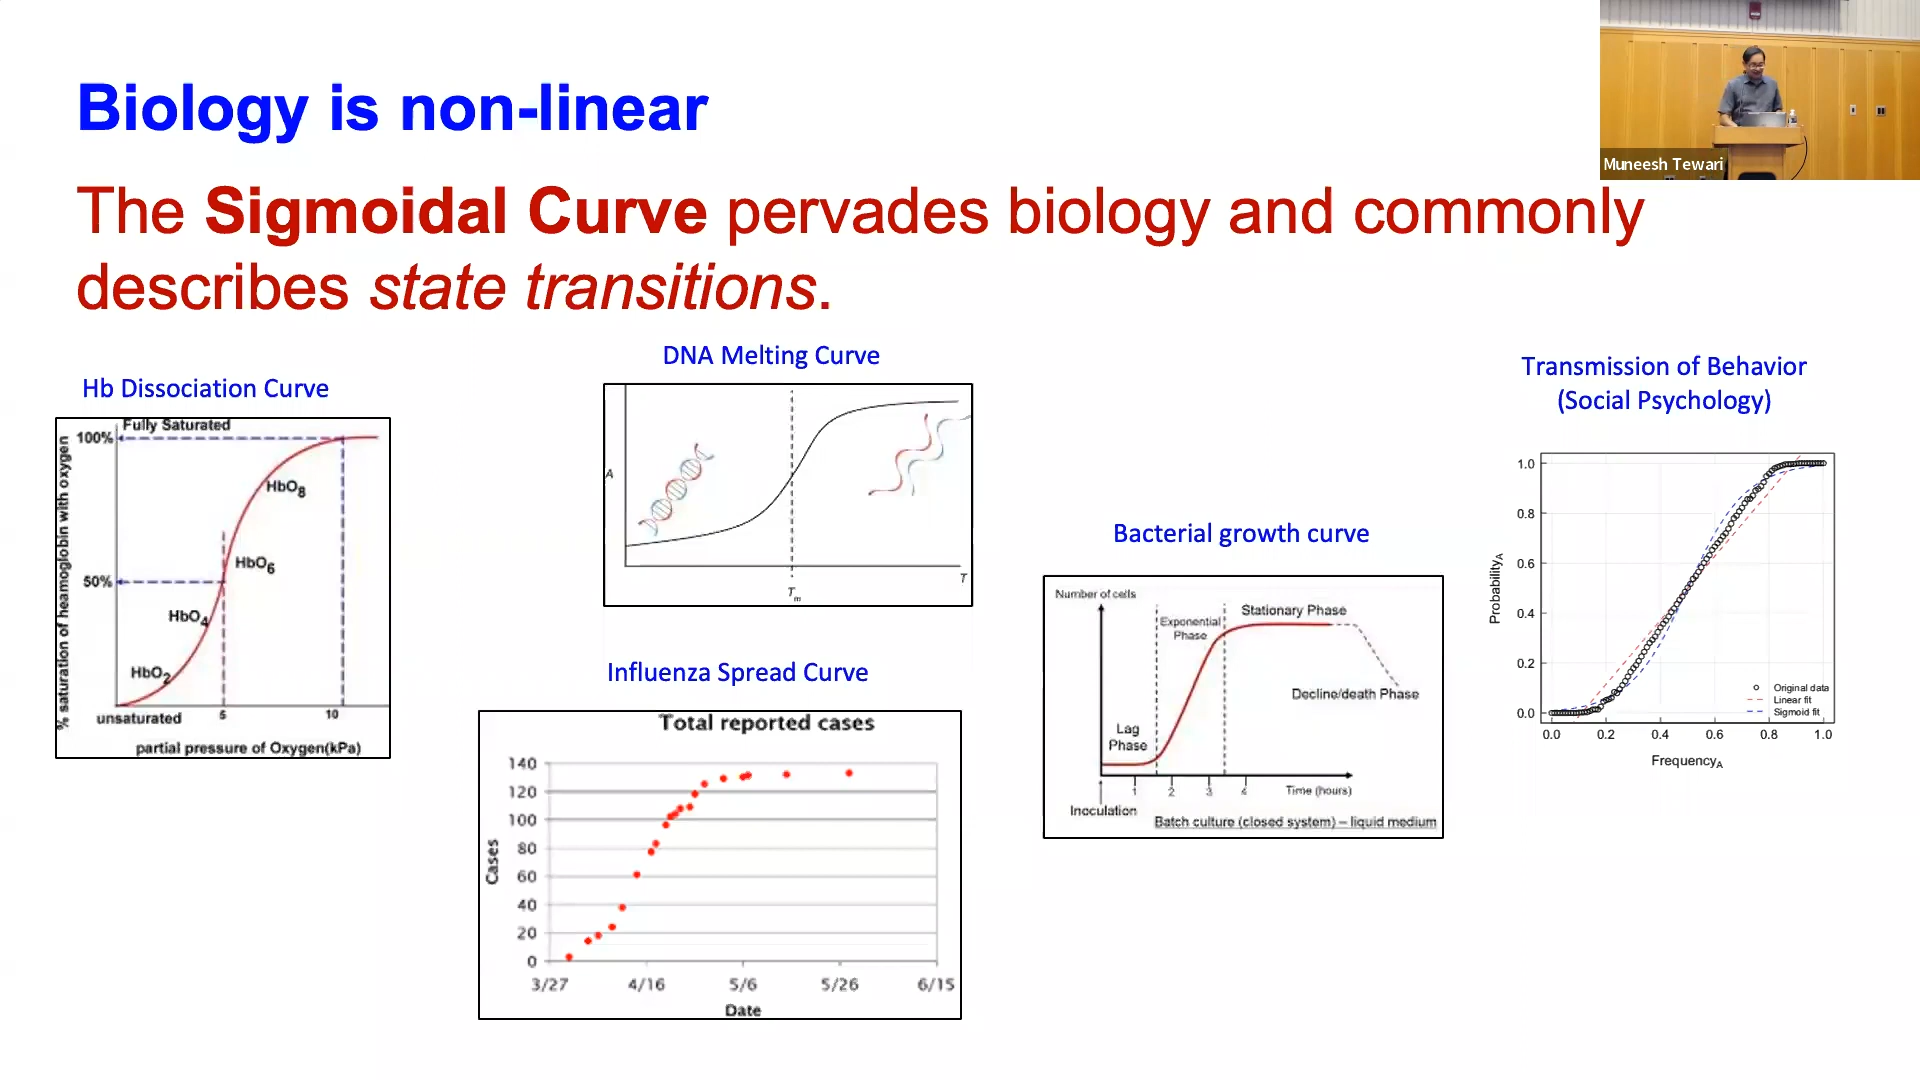 Biology is non-linear
Muneesh Tewari
The Sigmoidal Curve pervades biology and commonly
describes state transitions.
Hb Dissociation Curve
% saturation of heamoglobin with oxygen
Fully Saturated
100%
HbO8
HbO6
50%
HbO4
HbO2
unsaturated
5
10
partial pressure of Oxygen(kPa)
DNA Melting Curve
A
T
Tm
Influenza Spread Curve
Total reported cases
Cases
140
120
100
80
60
40
20
0
3/27 4/16 5/6 5/26 6/15
Date
Bacterial growth curve
Number of cells
Exponential
Phase
Stationary Phase
Decline/death Phase
Lag
Phase
1 2 3 4 Time (hours)
Inoculation
Batch culture (closed system) – liquid medium
Transmission of Behavior
(Social Psychology)
ProbabilityA
1.0
0.8
0.6
0.4
0.2
0.0
Original data
Linear fit
Sigmoid fit
0.0 0.2 0.4 0.6 0.8 1.0
FrequencyA